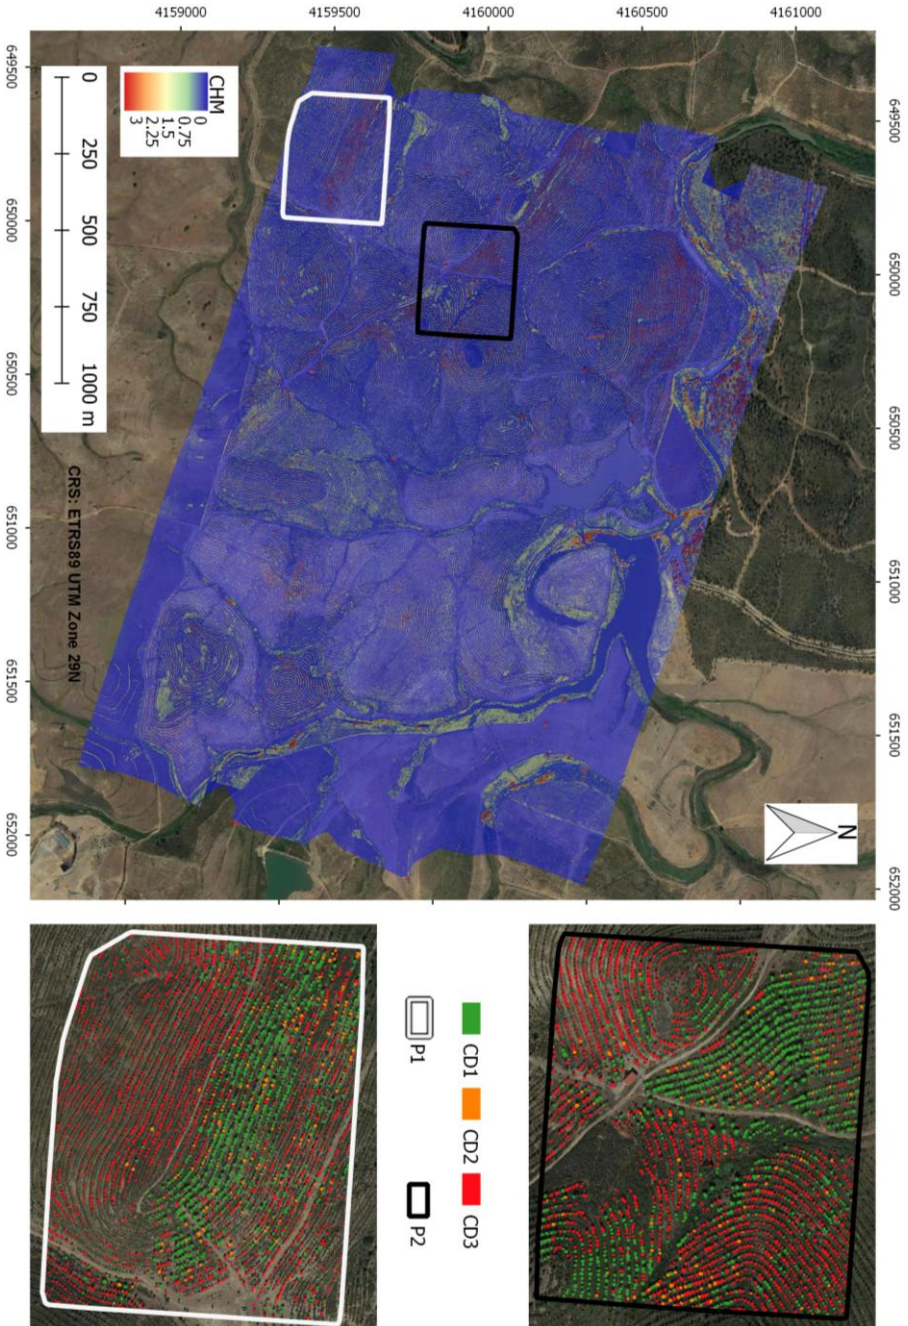 649500 650000 650500 651000 651500 652000
4159000 4159500 4160000 4160500 4161000
N
CHM
0
0.75
1.5
2.25
3
0 250 500 750 1000 m
CRS: ETRS89 UTM Zone 29N
649500 650000 650500 651000 651500 652000
CD1 CD2 CD3
P1 P2